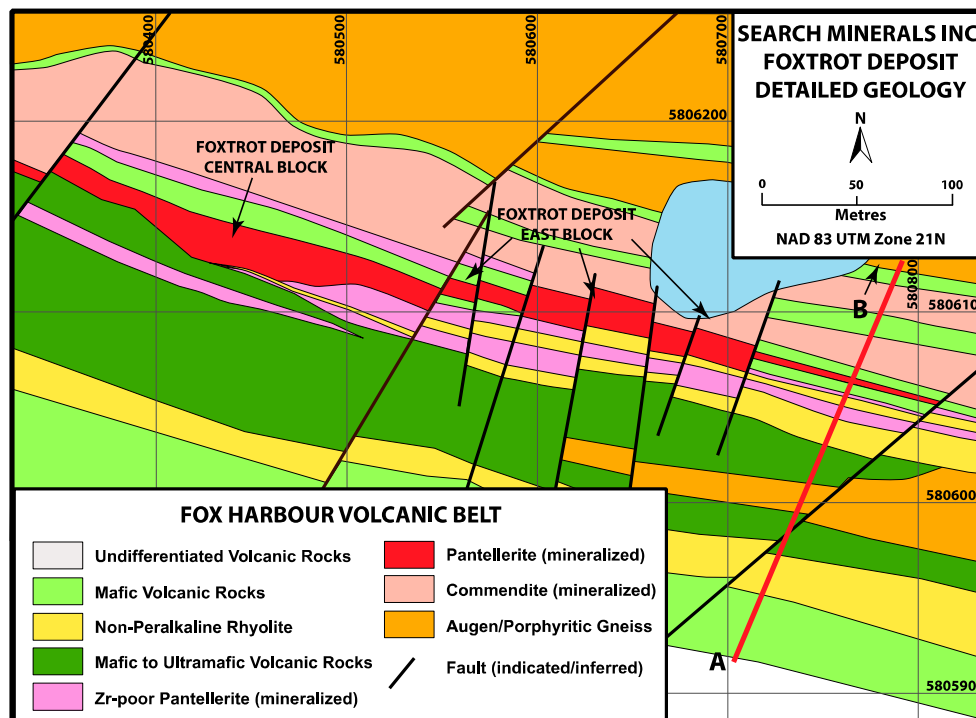 580400
580500
580600
580700
SEARCH MINERALS INC
FOXTROT DEPOSIT
DETAILED GEOLOGY
N
0 50 100
Metres
NAD 83 UTM Zone 21N
5806200
FOXTROT DEPOSIT
CENTRAL BLOCK
FOXTROT DEPOSIT
EAST BLOCK
580800
B
580610
580600
A
580590
FOX HARBOUR VOLCANIC BELT
Undifferentiated Volcanic Rocks
Mafic Volcanic Rocks
Non-Peralkaline Rhyolite
Mafic to Ultramafic Volcanic Rocks
Zr-poor Pantellerite (mineralized)
Pantellerite (mineralized)
Commendite (mineralized)
Augen/Porphyritic Gneiss
Fault (indicated/inferred)